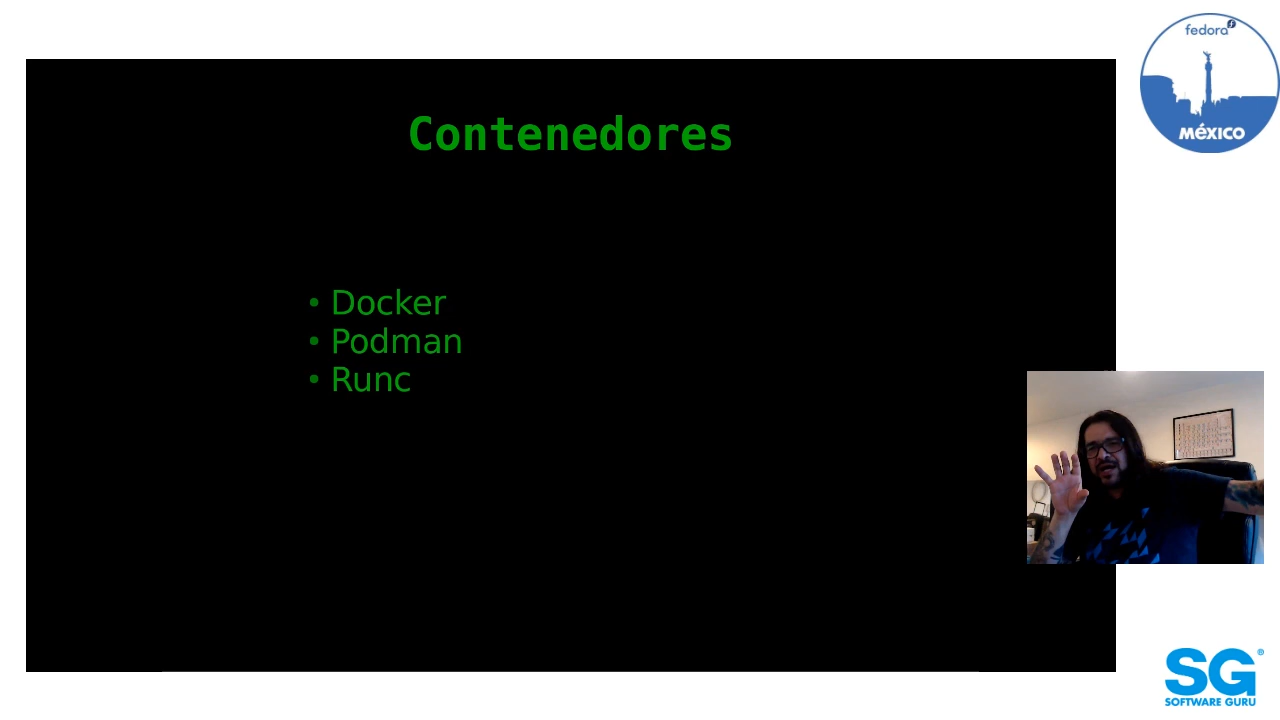 fedora
MÉXICO
Contenedores
• Docker
• Podman
• Runc
SG®
SOFTWARE GURU